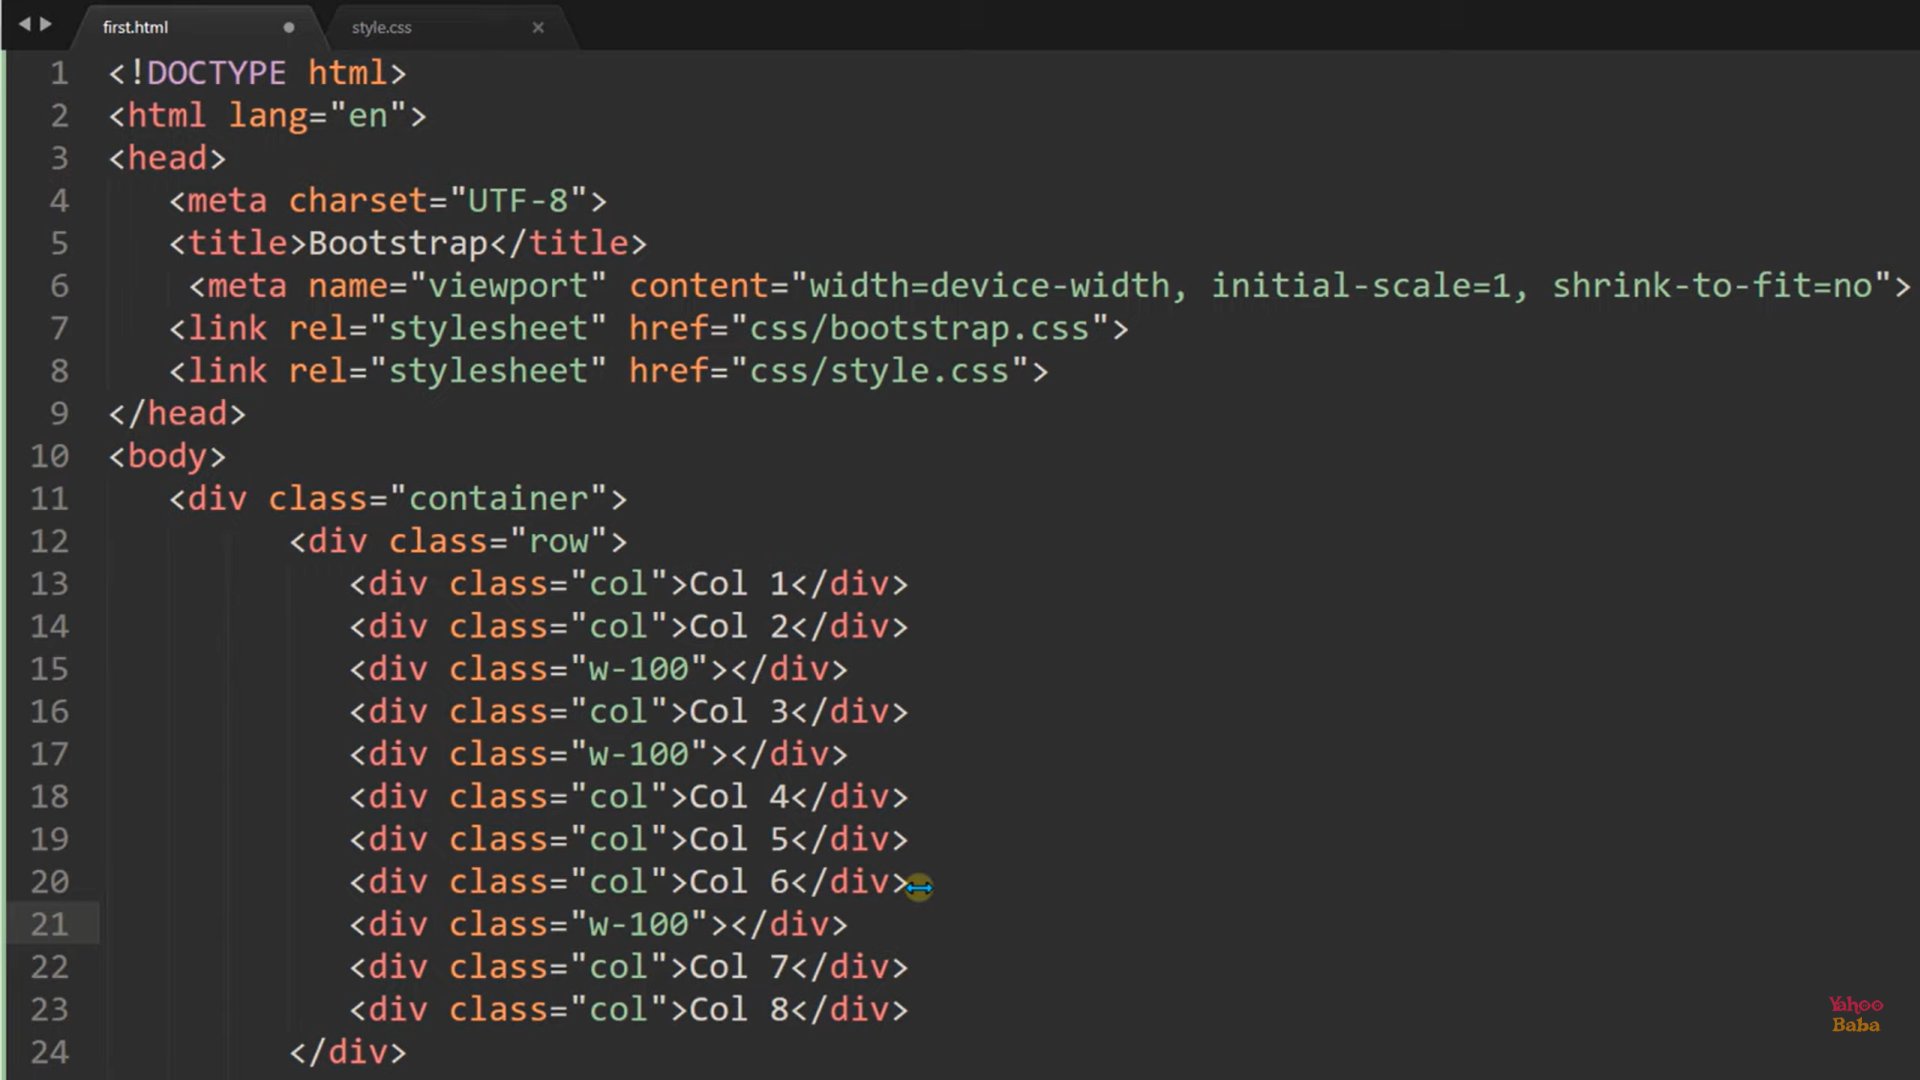 first.html style.css
1 <!DOCTYPE html>
2 <html lang="en">
3 <head>
4 <meta charset="UTF-8">
5 <title>Bootstrap</title>
6 <meta name="viewport" content="width=device-width, initial-scale=1, shrink-to-fit=no">
7 <link rel="stylesheet" href="css/bootstrap.css">
8 <link rel="stylesheet" href="css/style.css">
9 </head>
10 <body>
11 <div class="container">
12 <div class="row">
13 <div class="col">Col 1</div>
14 <div class="col">Col 2</div>
15 <div class="w-100"></div>
16 <div class="col">Col 3</div>
17 <div class="w-100"></div>
18 <div class="col">Col 4</div>
19 <div class="col">Col 5</div>
20 <div class="col">Col 6</div>
21 <div class="w-100"></div>
22 <div class="col">Col 7</div>
23 <div class="col">Col 8</div>
24 </div>
Yahoo
Baba